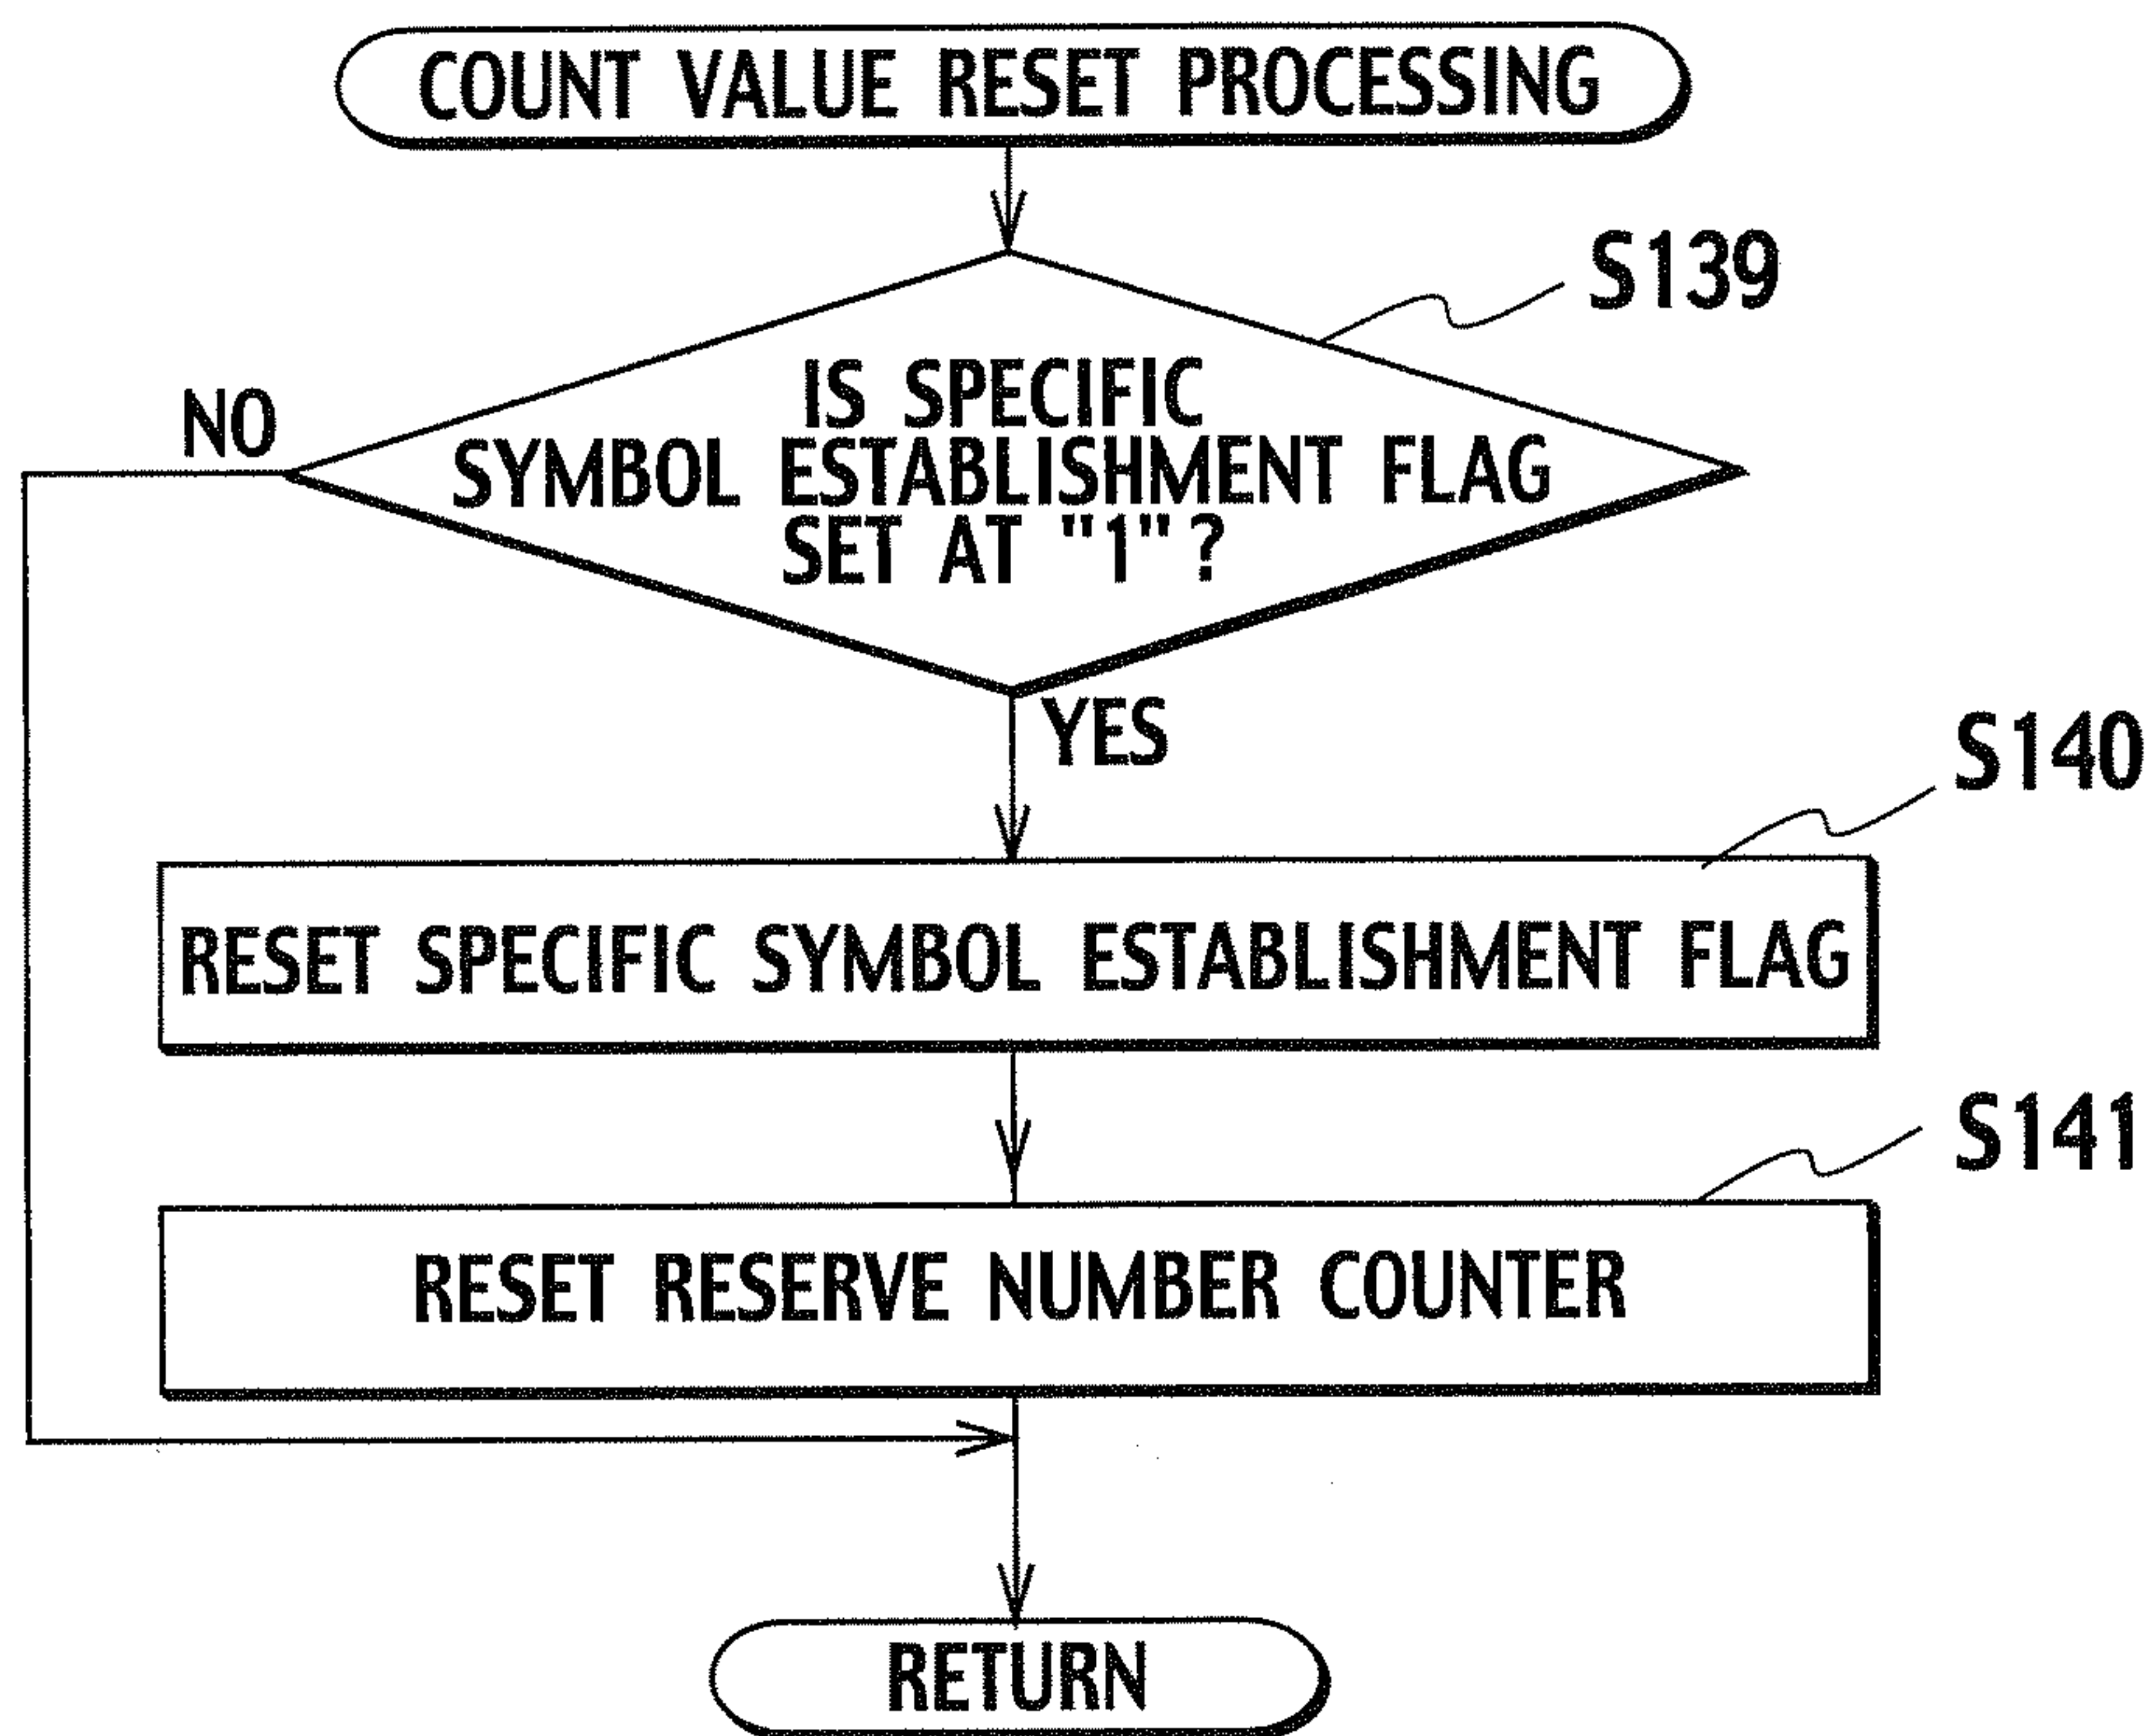 COUNT VALUE RESET PROCESSING
S139
IS SPECIFIC
NO
SYMBOL ESTABLISHMENT FLAG
SET AT "1"?
YES
S140
RESET SPECIFIC SYMBOL ESTABLISHMENT FLAG
S141
RESET RESERVE NUMBER COUNTER
RETURN